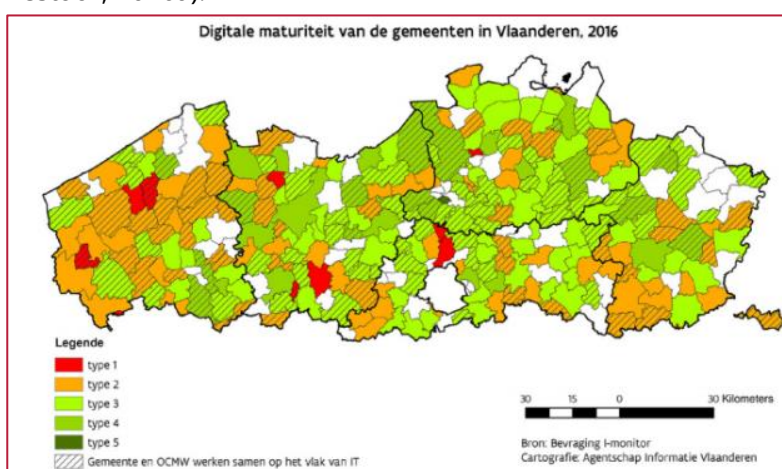 Digitale maturiteit van de gemeenten in Vlaanderen, 2016
Legende
type 1
type 2
type 3
type 4
type 5
Gemeente en OCMW werken samen op het vlak van IT
30 15 0 30 Kilometers
Bron: Bevraging I-monitor
Cartografie: Agentschap Informatie Vlaanderen